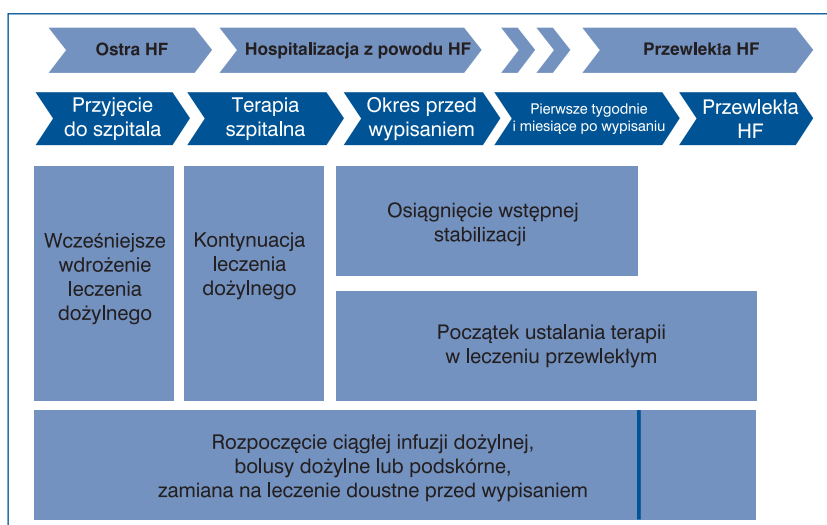 Ostra HF
Hospitalizacja z powodu HF
Przewlekła HF
Przyjęcie
do szpitala
Terapia
szpitalna
Okres przed
wypisaniem
Pierwsze tygodnie
i miesiące po wypisaniu
Przewlekła
HF
Wcześniejsze
wdrożenie
leczenia
dożylnego
Kontynuacja
leczenia
dożylnego
Osiągnięcie wstępnej
stabilizacji
Początek ustalania terapii
w leczeniu przewlekłym
Rozpoczęcie ciągłej infuzji dożylnej,
bolusy dożylne lub podskórne,
zamiana na leczenie doustne przed wypisaniem